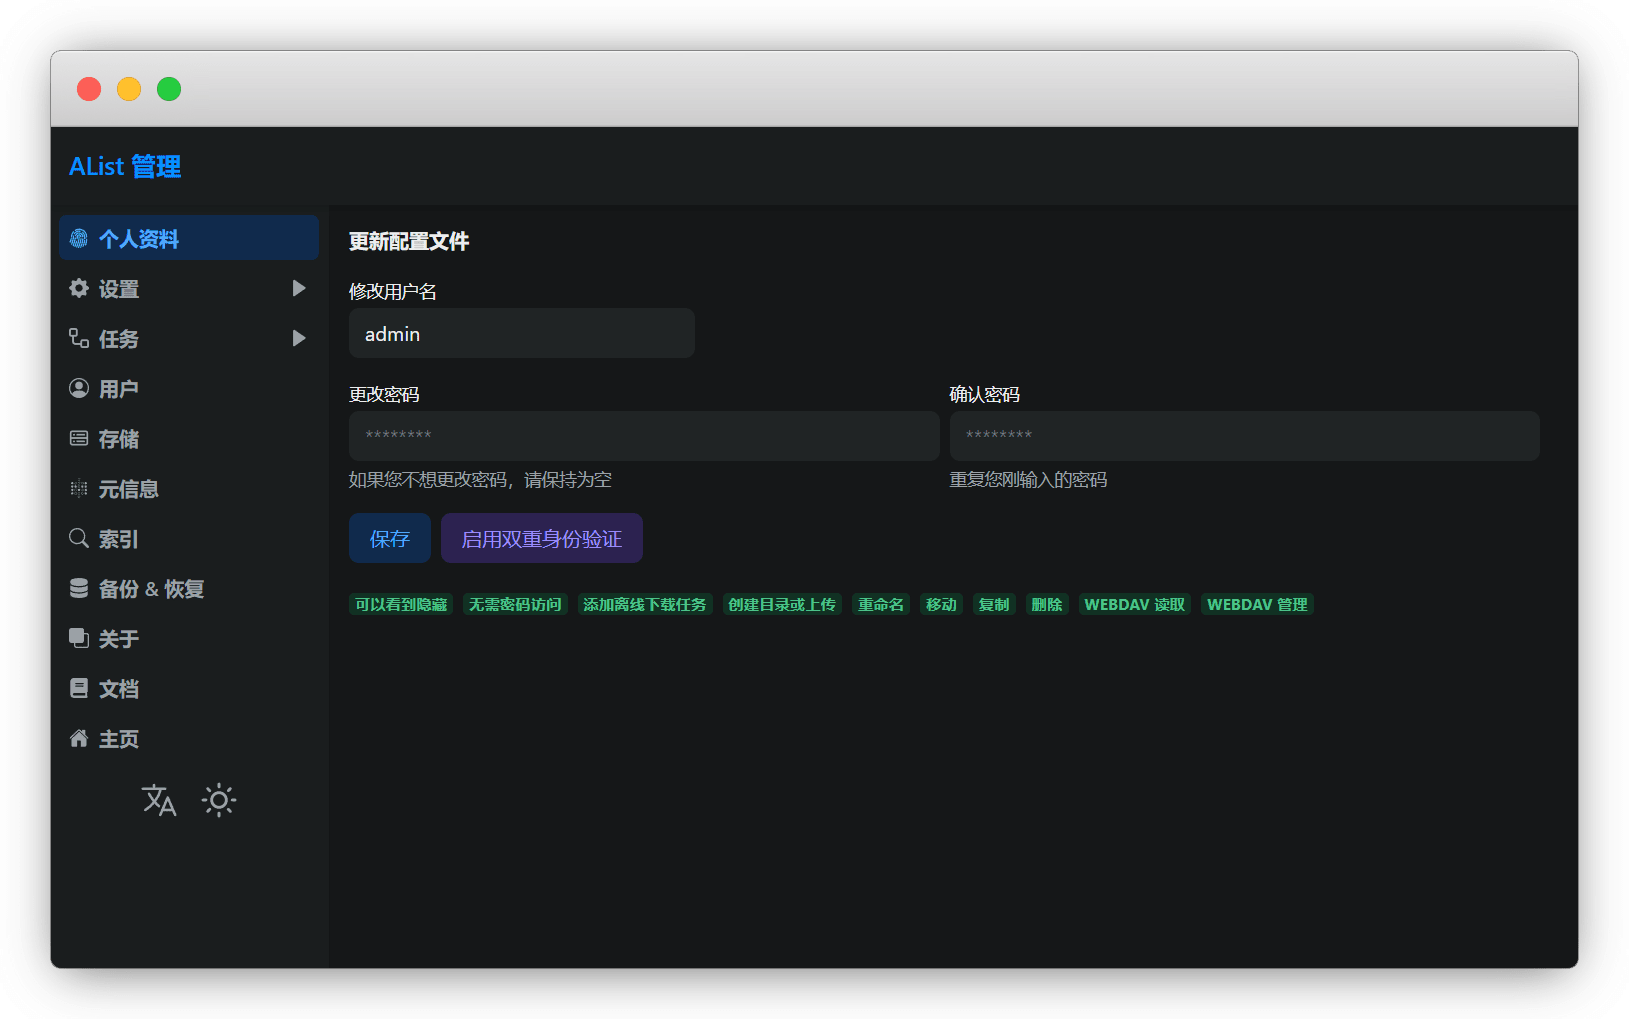 AList 管理
个人资料
设置
任务
用户
存储
元信息
索引
备份 & 恢复
关于
文档
主页
更新配置文件
修改用户名
admin
更改密码
********
如果您不想更改密码，请保持为空
确认密码
********
重复您刚输入的密码
保存 启用双重身份验证
可以看到隐藏 无需密码访问 添加离线下载任务 创建目录或上传 重命名 移动 复制 删除 WEBDAV 读取 WEBDAV 管理